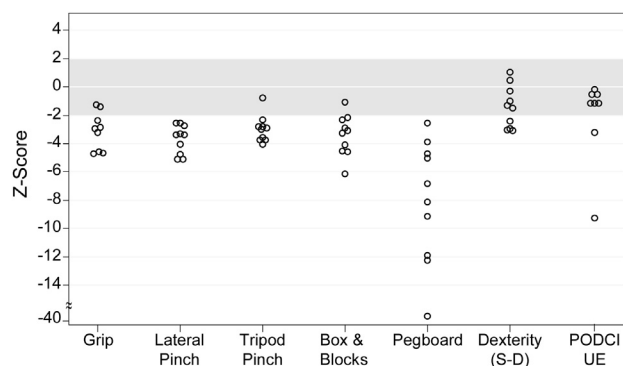 4
2
0
-2
-4
-6
-8
-10
-12
-14
-40
Z-Score
Grip
Lateral
Pinch
Tripod
Pinch
Box &
Blocks
Pegboard
Dexterity
(S-D)
PODCI
UE